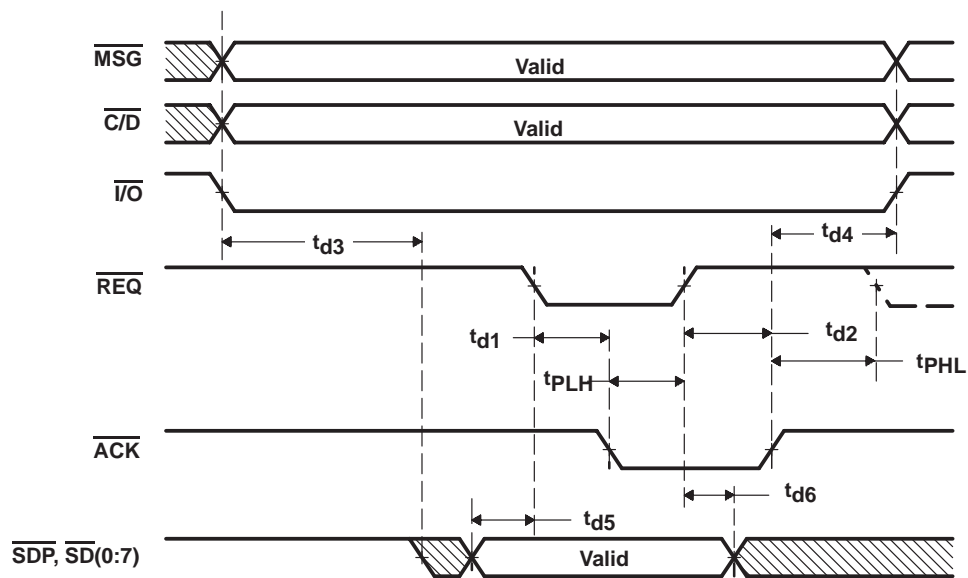 MSG
Valid
C/D
Valid
I/O
td3
td4
REQ
td1
td2
tPLH
tPHL
ACK
td6
td5
SDP, SD(0:7)
Valid